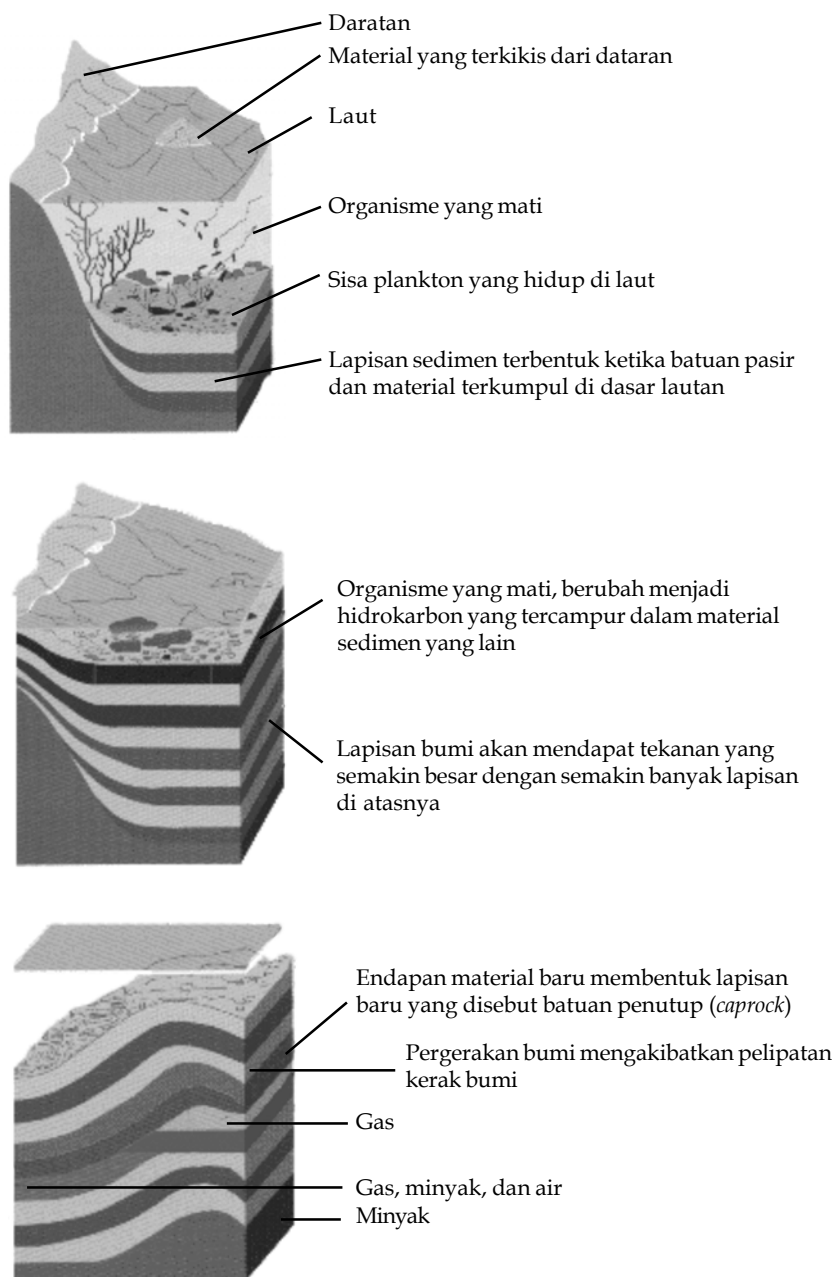 Daratan
Material yang terkikis dari dataran
Laut
Organisme yang mati
Sisa plankton yang hidup di laut
Lapisan sedimen terbentuk ketika batuan pasir
dan material terkumpul di dasar lautan
Organisme yang mati, berubah menjadi
hidrokarbon yang tercampur dalam material
sedimen yang lain
Lapisan bumi akan mendapat tekanan yang
semakin besar dengan semakin banyak lapisan
di atasnya
Endapan material baru membentuk lapisan
baru yang disebut batuan penutup (caprock)
Pergerakan bumi mengakibatkan pelipatan
kerak bumi
Gas
Gas, minyak, dan air
Minyak